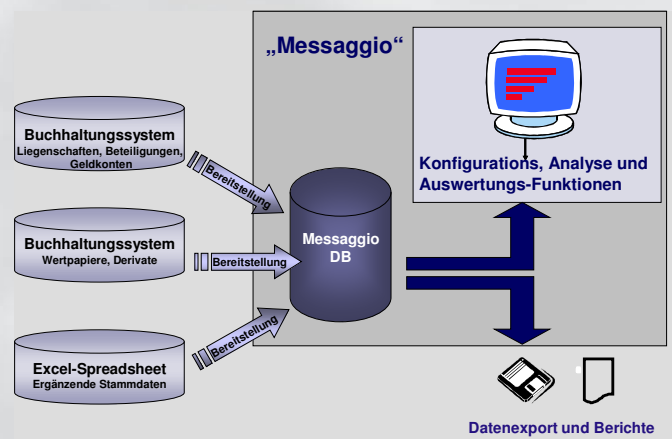 „Messaggio“
Buchhaltungssystem
Liegenschaften, Beteiligungen,
Geldkonten
Bereitstellung
Konfigurations, Analyse und
Auswertungs-Funktionen
Buchhaltungssystem
Wertpapiere, Derivate
Bereitstellung
Messaggio
DB
Excel-Spreadsheet
Ergänzende Stammdaten
Bereitstellung
Datenexport und Berichte